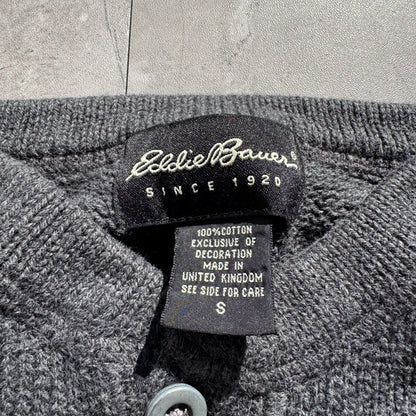 Eddie Bauer®
SINCE 1920
100% COTTON
EXCLUSIVE OF
DECORATION
MADE IN
UNITED KINGDOM
SEE SIDE FOR CARE
S